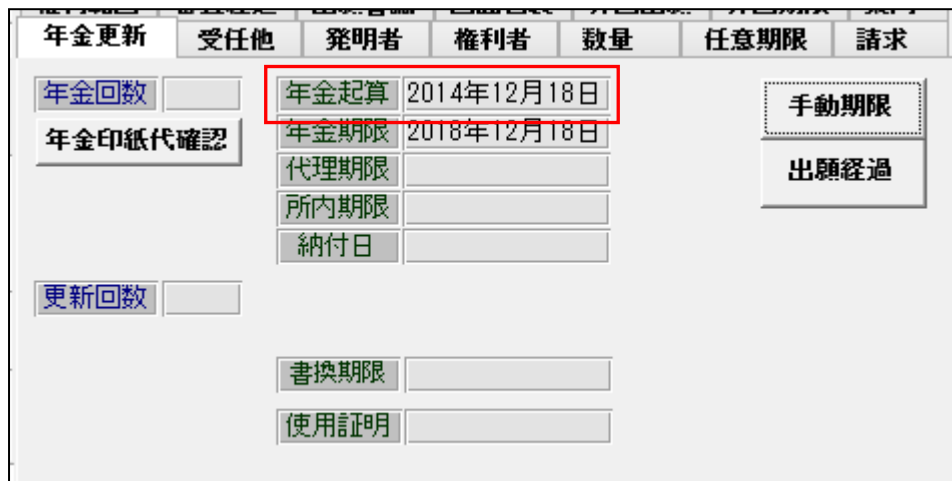 年金更新 受任他 発明者 権利者 数量 任意期限 請求
年金回数 年金起算 2014年12月18日 手動期限
年金印紙代確認 年金期限 2018年12月18日
代理期限 出願経過
所内期限
納付日
更新回数
書換期限
使用証明